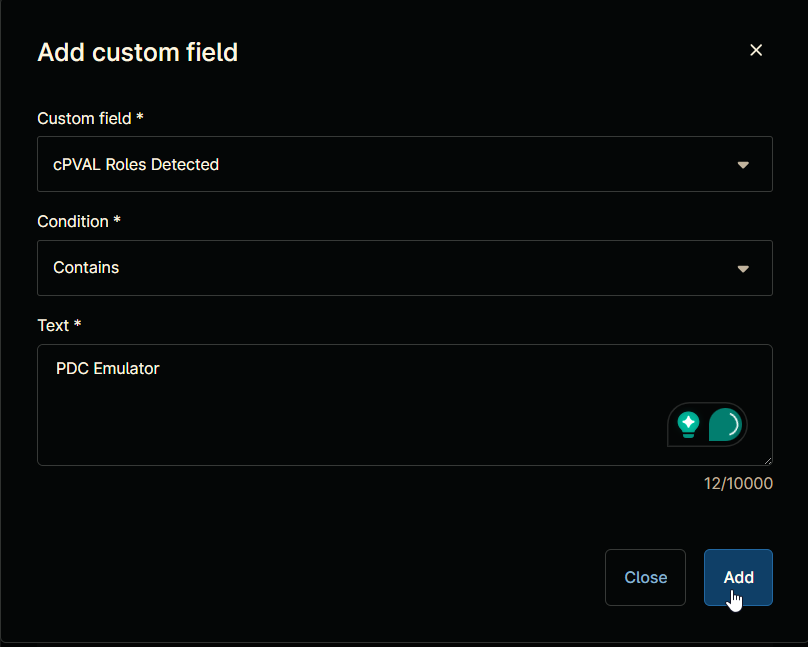 Add custom field
Custom field *
cPVAL Roles Detected
Condition *
Contains
Text *
PDC Emulator
12/10000
Close
Add